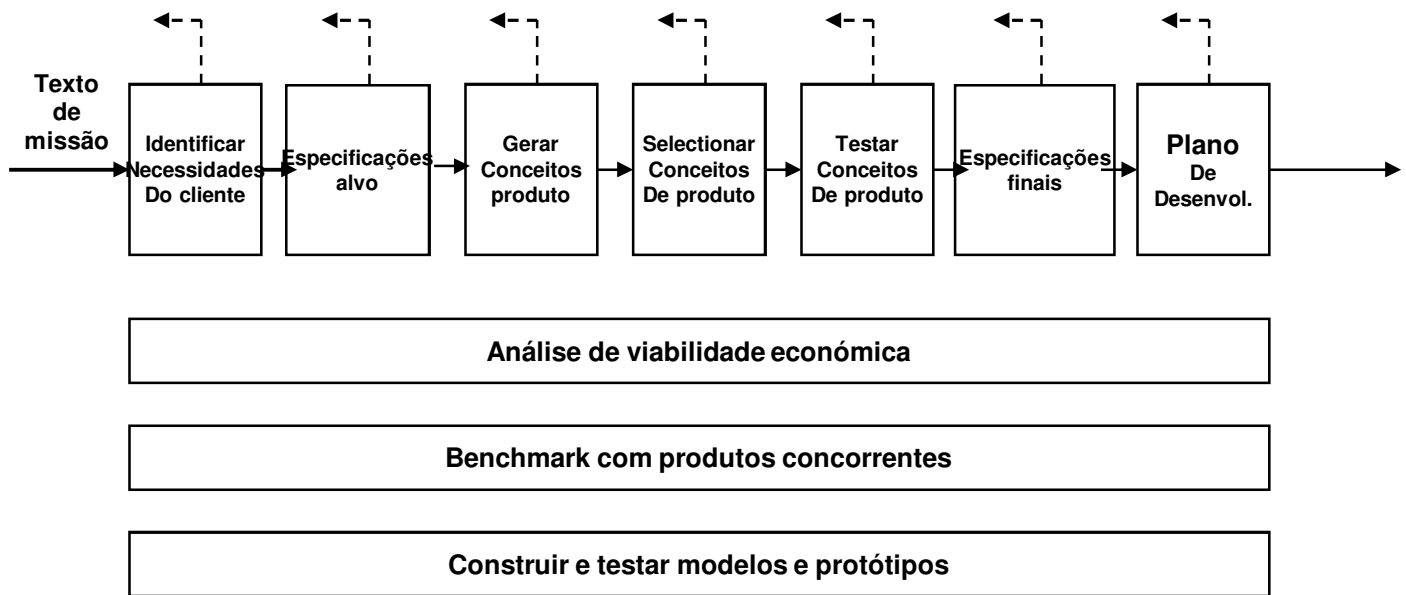 Texto
de
missão
Identificar
Necessidades
Do cliente
Especificações
alvo
Gerar
Conceitos
produto
Selectionar
Conceitos
De produto
Testar
Conceitos
De produto
Especificações
finais
Plano
De
Desenvol.
Análise de viabilidade económica
Benchmark com produtos concorrentes
Construir e testar modelos e protótipos